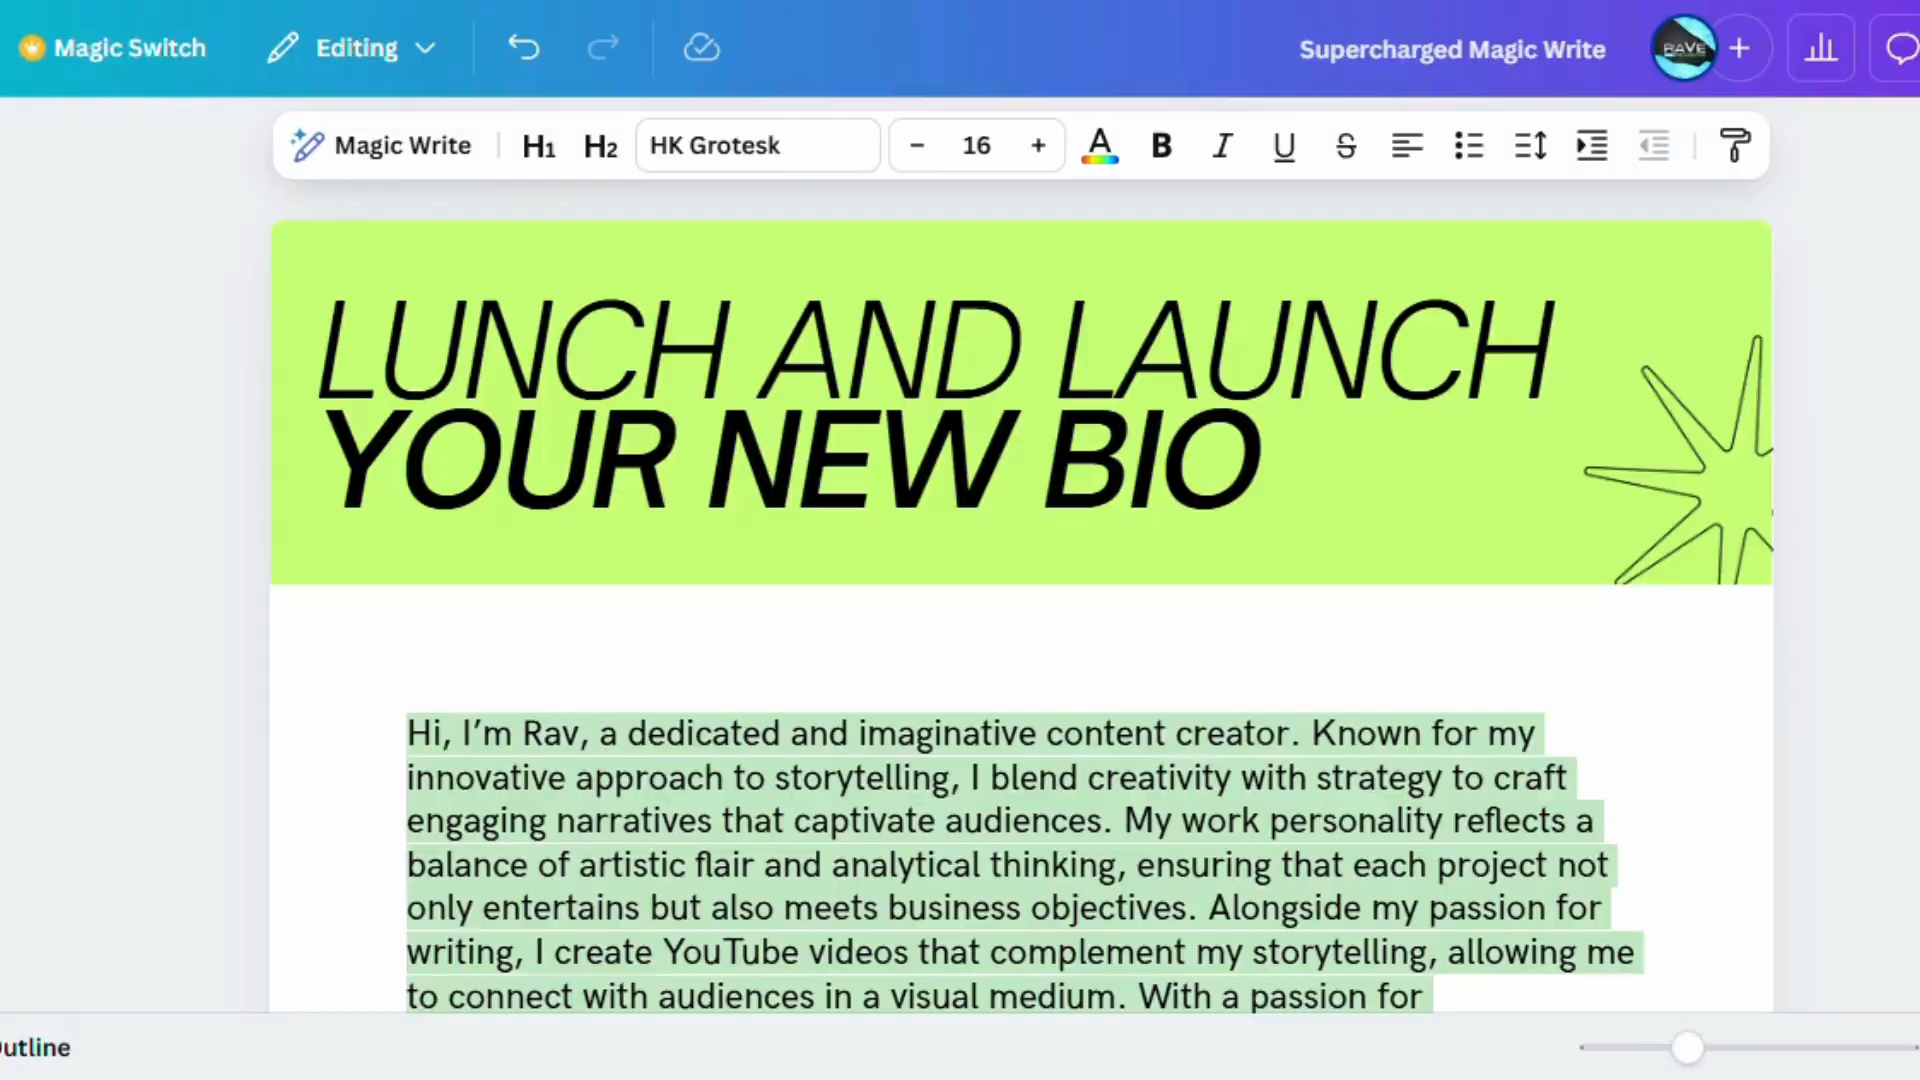 Magic Switch
Editing
Supercharged Magic Write
RAVE
Magic Write
H1
H2
HK Grotesk
− 16 +
A
B
I
U
S
LUNCH AND LAUNCH
YOUR NEW BIO
Hi, I’m Rav, a dedicated and imaginative content creator. Known for my
innovative approach to storytelling, I blend creativity with strategy to craft
engaging narratives that captivate audiences. My work personality reflects a
balance of artistic flair and analytical thinking, ensuring that each project not
only entertains but also meets business objectives. Alongside my passion for
writing, I create YouTube videos that complement my storytelling, allowing me
to connect with audiences in a visual medium. With a passion for
utline